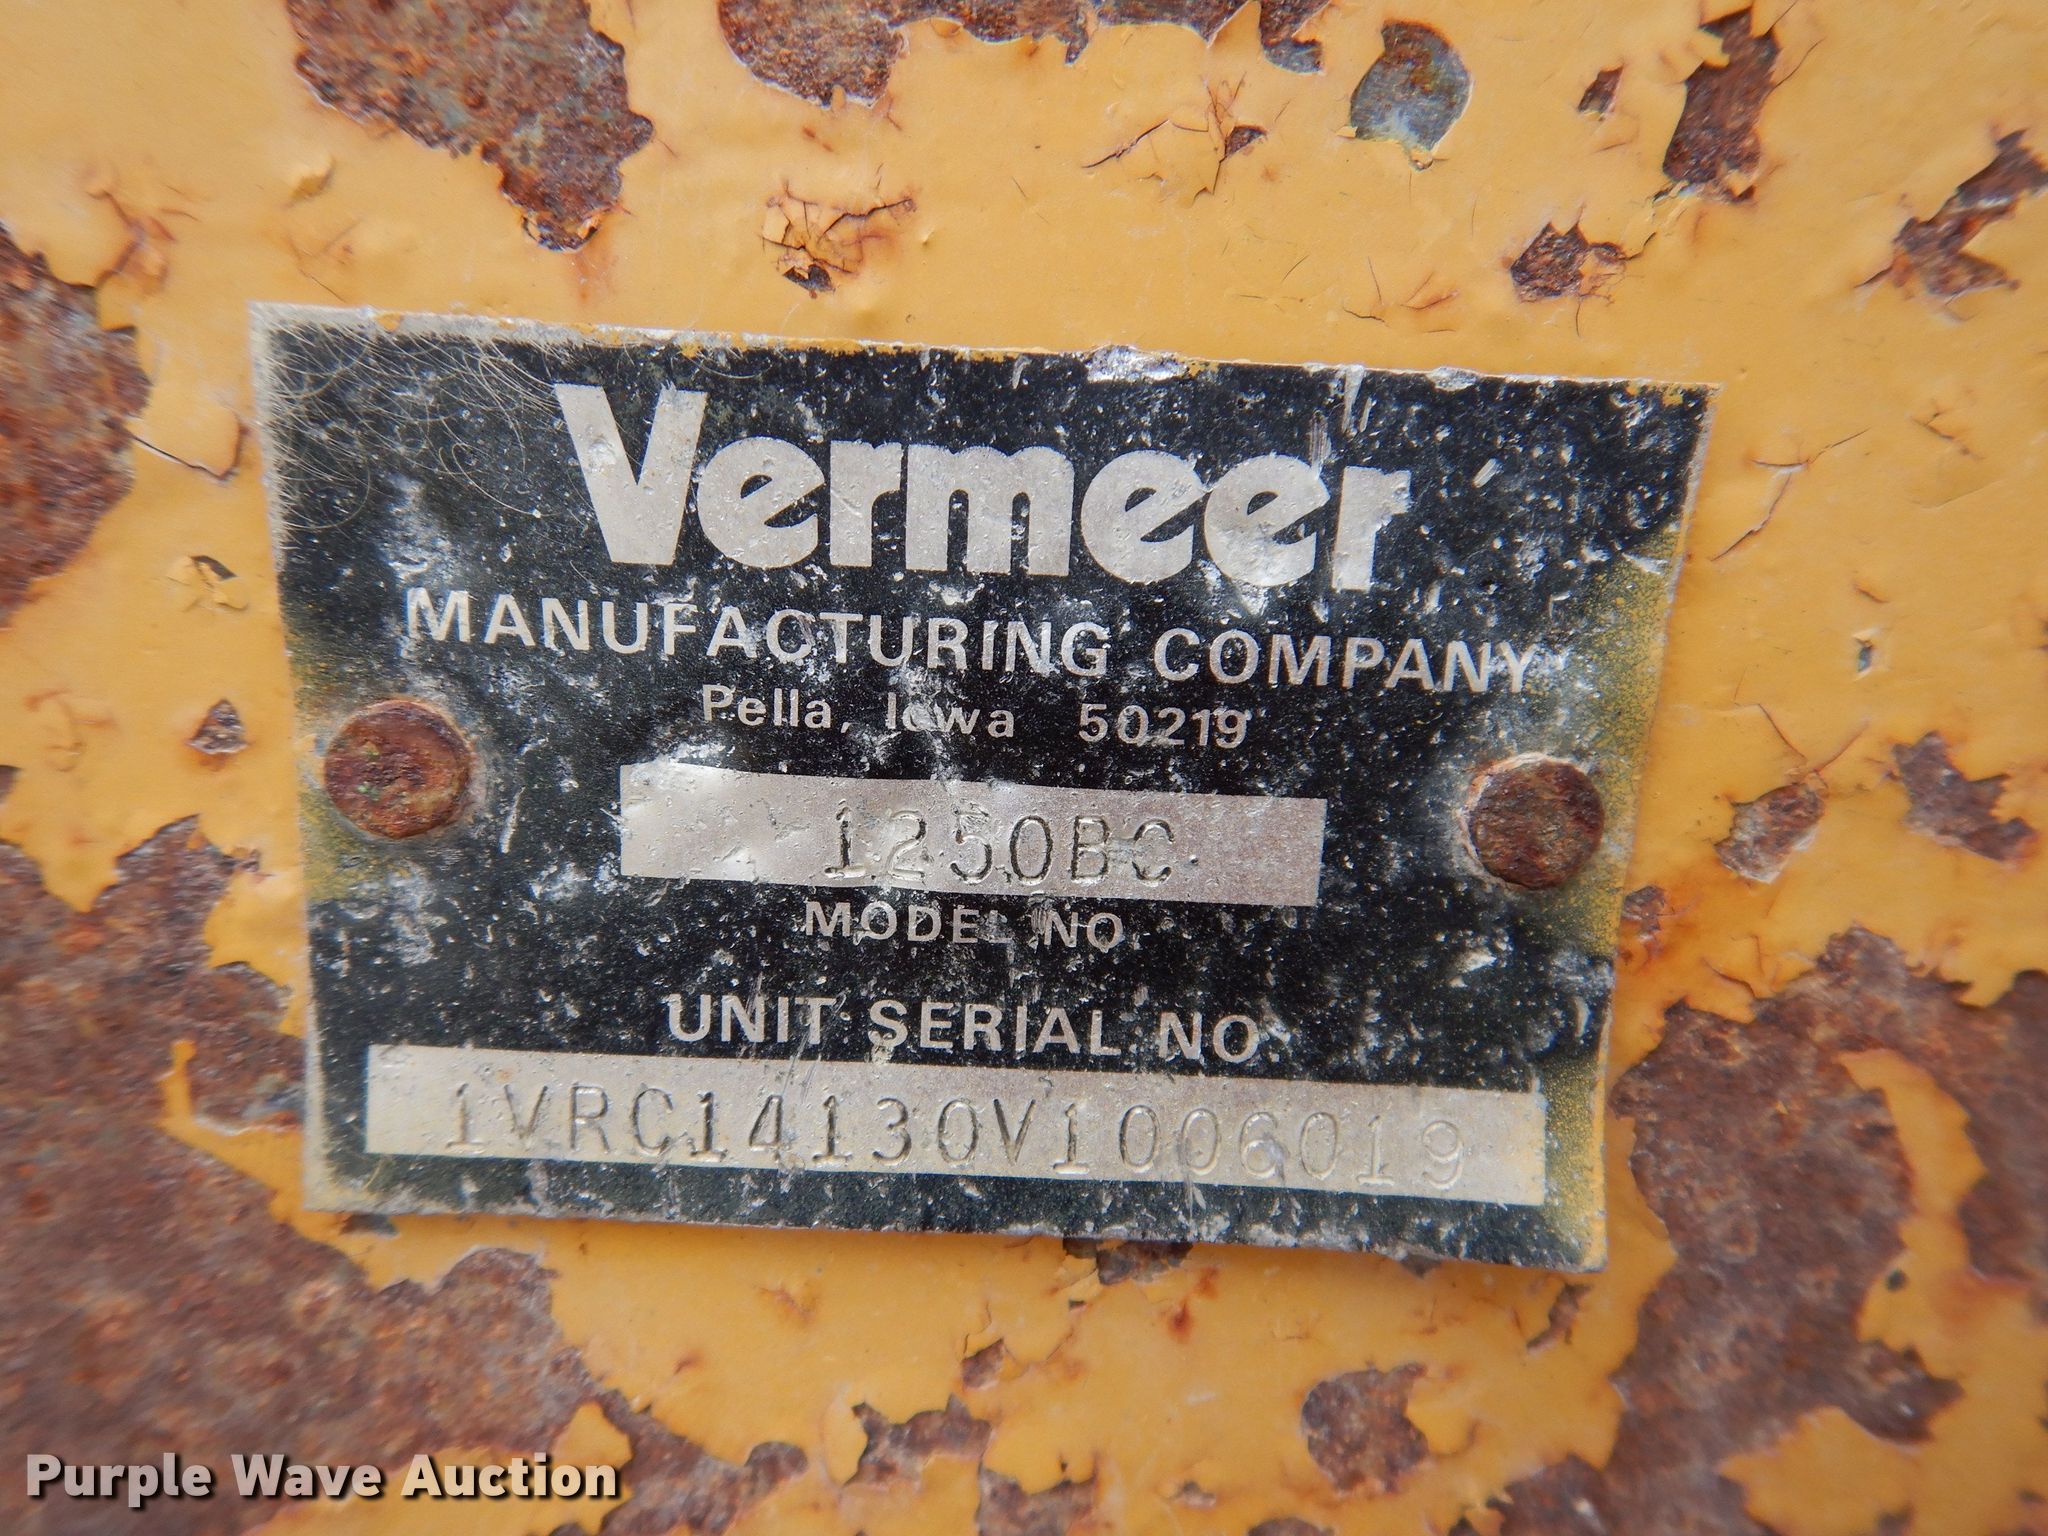 Vermeer
MANUFACTURING COMPANY
Pella, Iowa 50219
1250BC
MODEL NO
UNIT SERIAL NO.
1VRC14130V1006019
Purple Wave Auction